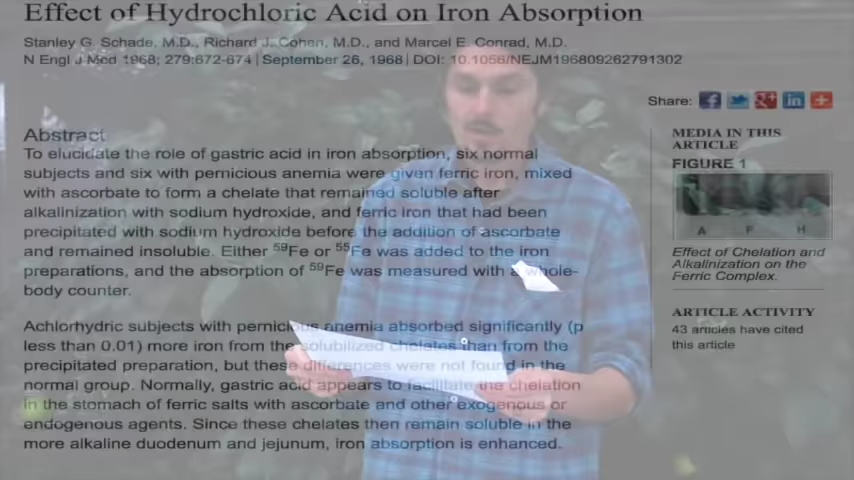 Effect of Hydrochloric Acid on Iron Absorption
Stanley G. Schade, M.D., Richard J. Cohen, M.D., and Marcel E. Conrad, M.D.
N Engl J Med 1968; 279:672-674 | September 26, 1968 | DOI: 10.1056/NEJM196809262791302
Share:
Abstract
To elucidate the role of gastric acid in iron absorption, six normal
subjects and six with pernicious anemia were given ferric iron, mixed
with ascorbate to form a chelate that remained soluble after
alkalinization with sodium hydroxide, and ferric iron that had been
precipitated with sodium hydroxide before the addition of ascorbate
and remained insoluble. Either ⁵⁹Fe or ⁵⁵Fe was added to the iron
preparations, and the absorption of ⁵⁹Fe was measured with a whole-
body counter.
Achlorhydric subjects with pernicious anemia absorbed significantly (p
less than 0.01) more iron from the solubilized chelates than from the
precipitated preparation, but these differences were not found in the
normal group. Normally, gastric acid appears to facilitate the chelation
in the stomach of ferric salts with ascorbate and other exogenous or
endogenous agents. Since these chelates then remain soluble in the
more alkaline duodenum and jejunum, iron absorption is enhanced.
MEDIA IN THIS
ARTICLE
FIGURE 1
A F H
Effect of Chelation and
Alkalinization on the
Ferric Complex.
ARTICLE ACTIVITY
43 articles have cited
this article